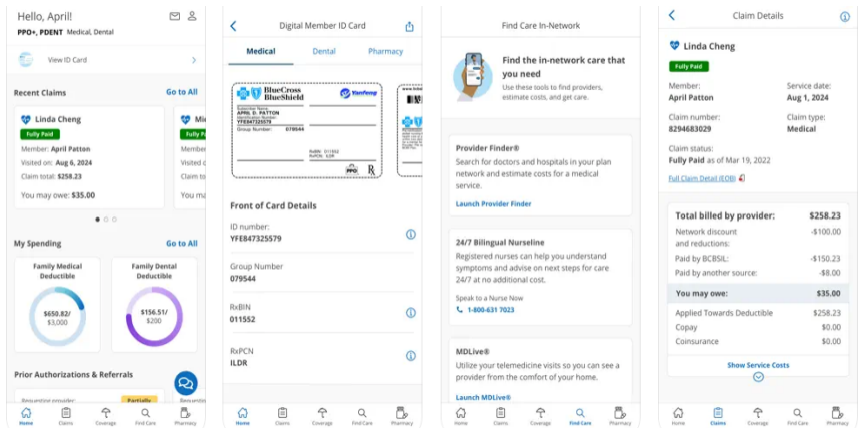 Hello, April!
PPO+, PDENT Medical, Dental
View ID Card
Recent Claims Go to All
Linda Cheng
Fully Paid
Member: April Patton
Visited on: Aug 6, 2024
Claim total: $258.23
You may owe: $35.00
My Spending Go to All
Family Medical Deductible
$650.82/
$3,000
Family Dental Deductible
$156.51/
$200
Prior Authorizations & Referrals
Partially
Home Claims Coverage Find Care Pharmacy
Digital Member ID Card
Medical Dental Pharmacy
BlueCross
BlueShield
Yanfeng
APRIL D. PATTON
YFE847325579
Group Number: 079544
RxBIN 011552
RxPCN ILDR
PPO
Front of Card Details
ID number:
YFE847325579
Group Number
079544
RxBIN
011552
RxPCN
ILDR
Home Claims Coverage Find Care Pharmacy
Find Care In-Network
Find the in-network care that
you need
Use these tools to find providers,
estimate costs, and get care.
Provider Finder®
Search for doctors and hospitals in your plan
network and estimate costs for a medical
service.
Launch Provider Finder
24/7 Bilingual Nurseline
Registered nurses can help you understand
symptoms and advise on next steps for care
24/7 at no additional cost.
Speak to a Nurse Now
1-800-631 7023
MDLive®
Utilize your telemedicine visits so you can see a
provider from the comfort of your home.
Launch MDLive®
Home Claims Coverage Find Care Pharmacy
Claim Details
Linda Cheng
Fully Paid
Member: Service date:
April Patton Aug 1, 2024
Claim number: Claim type:
8294683029 Medical
Claim status:
Fully Paid as of Mar 19, 2022
Full Claim Detail (EOB)
Total billed by provider: $258.23
Network discount -$100.00
and reductions:
Paid by BCBSIL: -$150.23
Paid by another source: -$8.00
You may owe: $35.00
Applied Towards Deductible $258.23
Copay $0.00
Coinsurance $0.00
Show Service Costs
Home Claims Coverage Find Care Pharmacy